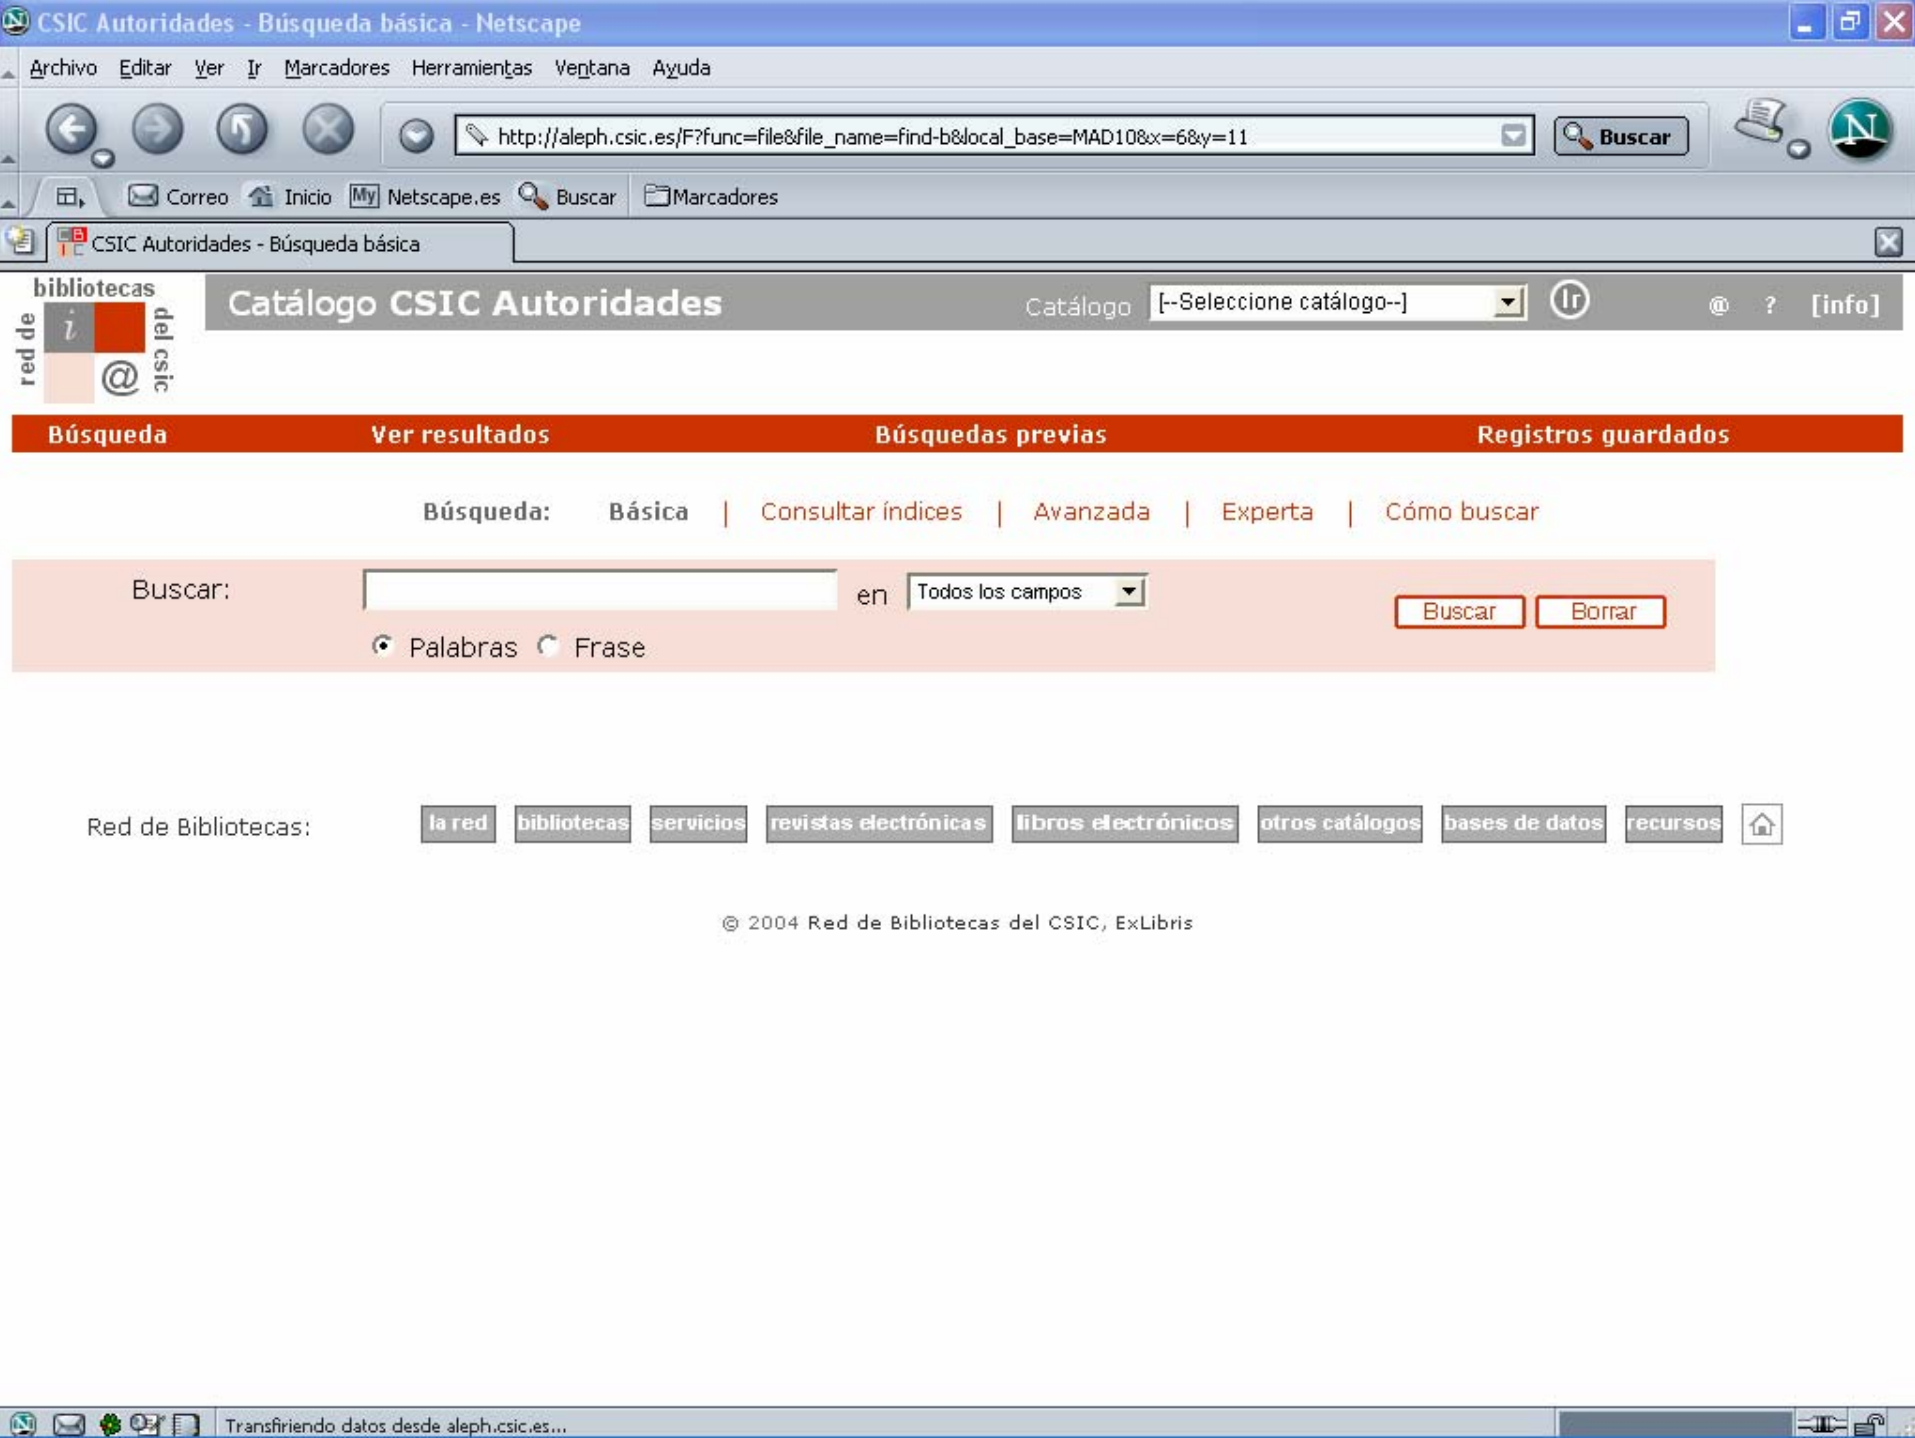 CSIC Autoridades - Búsqueda básica - Netscape
Archivo Editar Ver Ir Marcadores Herramientas Ventana Ayuda
http://aleph.csic.es/F?func=file&file_name=find-b&local_base=MAD10&x=6&y=11 Buscar N
Correo Inicio My Netscape.es Buscar Marcadores
CSIC Autoridades - Búsqueda básica
bibliotecas
red de
i
@
del csic
Catálogo CSIC Autoridades Catálogo [--Seleccione catálogo--] Ir @ ? [info]
Búsqueda Ver resultados Búsquedas previas Registros guardados
Búsqueda: Básica | Consultar índices | Avanzada | Experta | Cómo buscar
Buscar: en Todos los campos Buscar Borrar
Palabras Frase
Red de Bibliotecas: la red bibliotecas servicios revistas electrónicas libros electrónicos otros catálogos bases de datos recursos
© 2004 Red de Bibliotecas del CSIC, ExLibris
Transfiriendo datos desde aleph.csic.es...